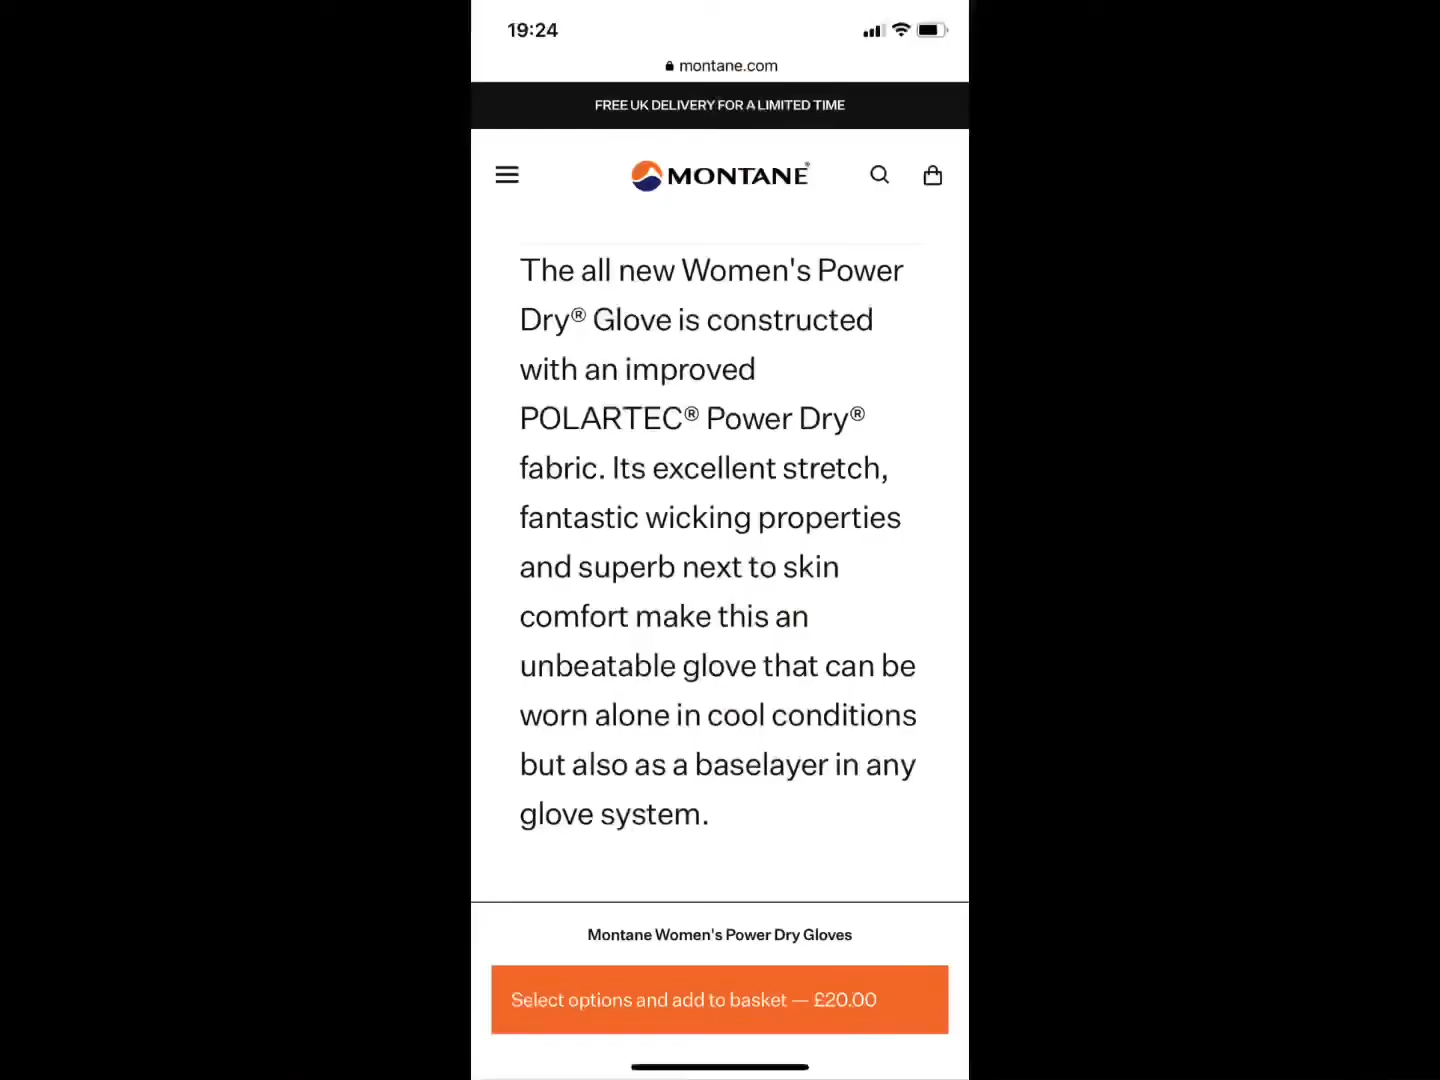 19:24
montane.com
FREE UK DELIVERY FOR A LIMITED TIME
MONTANE®
The all new Women's Power
Dry® Glove is constructed
with an improved
POLARTEC® Power Dry®
fabric. Its excellent stretch,
fantastic wicking properties
and superb next to skin
comfort make this an
unbeatable glove that can be
worn alone in cool conditions
but also as a baselayer in any
glove system.
Montane Women's Power Dry Gloves
Select options and add to basket — £20.00